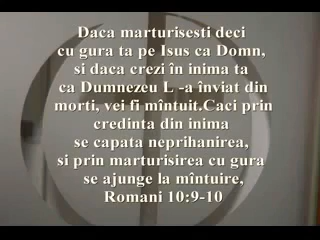 Daca marturisesti deci
cu gura ta pe Isus ca Domn,
si daca crezi în inima ta
ca Dumnezeu L -a înviat din
morti, vei fi mîntuit.Caci prin
credinta din inima
se capata neprihanirea,
si prin marturisirea cu gura
se ajunge la mîntuire,
Romani 10:9-10